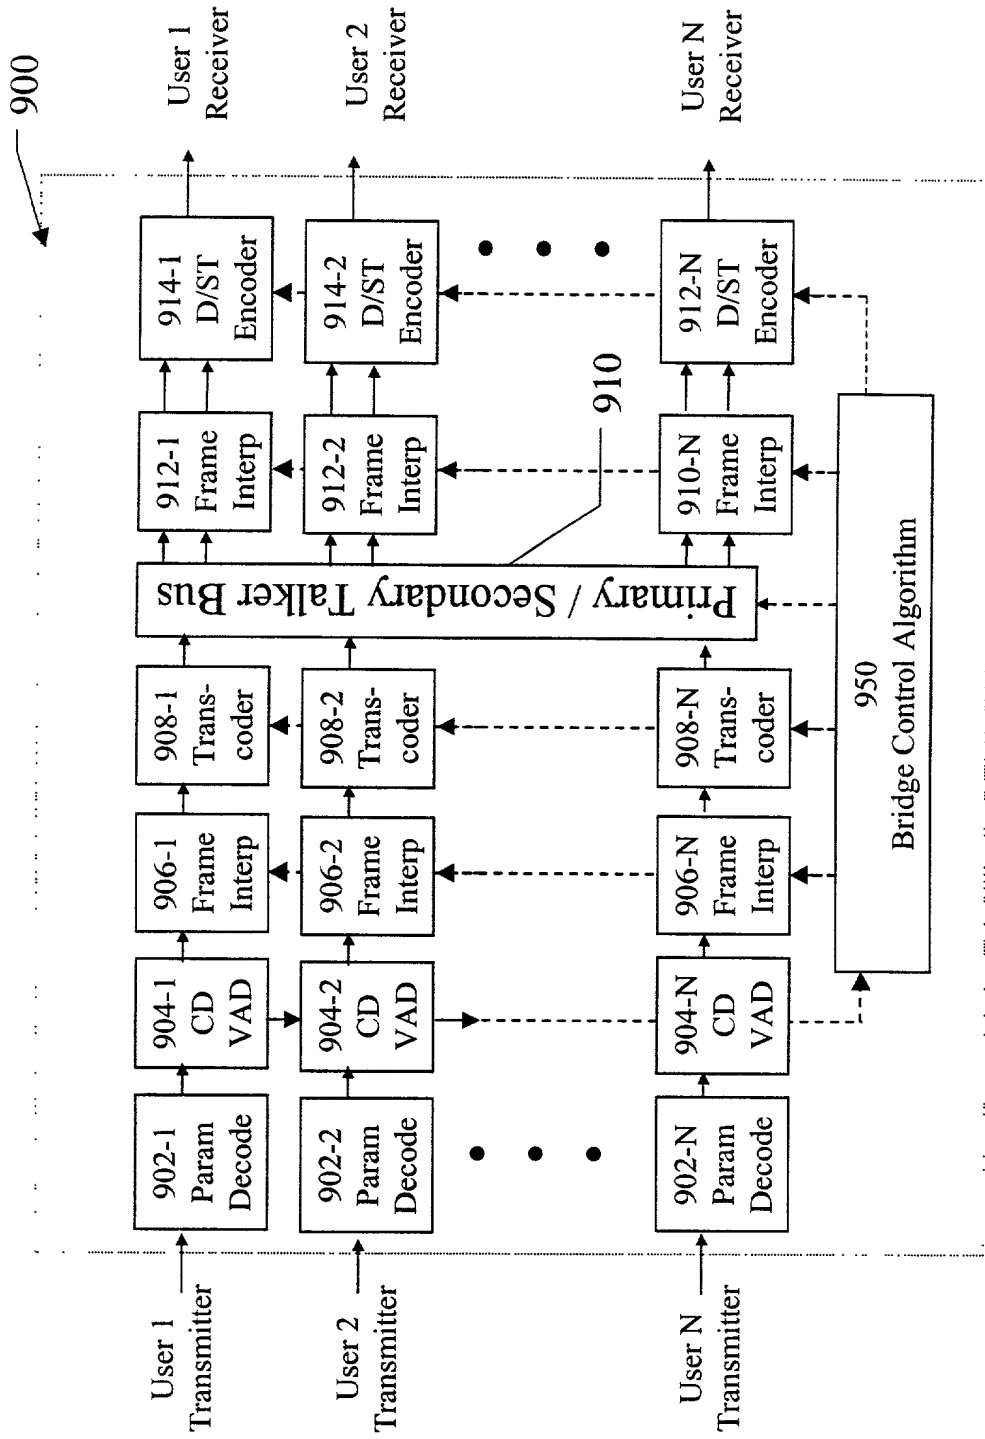 900
User 1
Transmitter
902-1
Param
Decode
904-1
CD
VAD
906-1
Frame
Interp
908-1
Trans-
coder
912-1
Frame
Interp
914-1
D/ST
Encoder
User 1
Receiver
User 2
Transmitter
902-2
Param
Decode
904-2
CD
VAD
906-2
Frame
Interp
908-2
Trans-
coder
Primary / Secondary Talker Bus
912-2
Frame
Interp
914-2
D/ST
Encoder
User 2
Receiver
910
User N
Transmitter
902-N
Param
Decode
904-N
CD
VAD
906-N
Frame
Interp
908-N
Trans-
coder
910-N
Frame
Interp
912-N
D/ST
Encoder
User N
Receiver
950
Bridge Control Algorithm